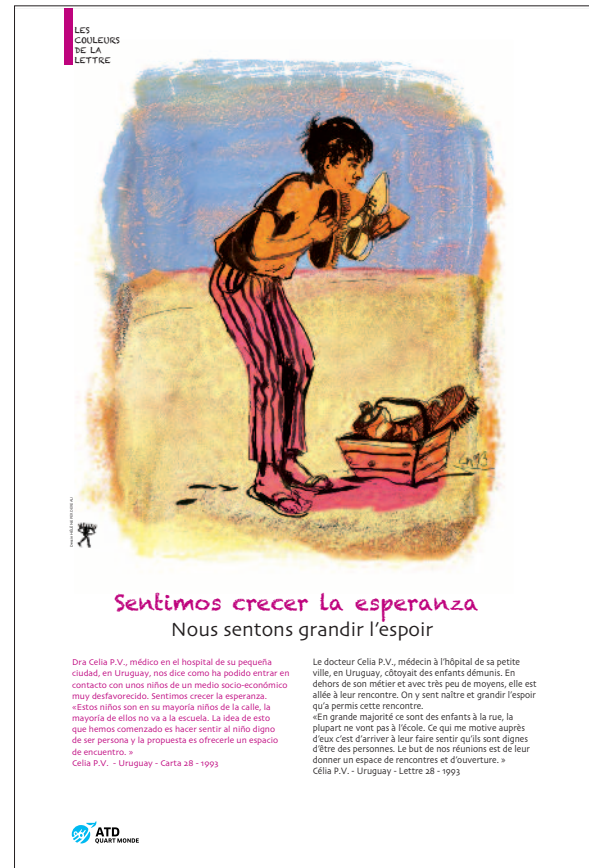 LES
COULEURS
DE LA
LETTRE
Sentimos crecer la esperanza
Nous sentons grandir l'espoir
Dra Celia P.V., médico en el hospital de su pequeña
ciudad, en Uruguay, nos dice como ha podido entrar en
contacto con unos niños de un medio socio-económico
muy desfavorecido. Sentimos crecer la esperanza.
«Estos niños son en su mayoría niños de la calle, la
mayoría de ellos no va a la escuela. La idea de esto
que hemos comenzado es hacer sentir al niño digno
de ser persona y la propuesta es ofrecerle un espacio
de encuentro. »
Celia P.V. - Uruguay - Carta 28 - 1993
Le docteur Celia P.V., médecin à l'hôpital de sa petite
ville, en Uruguay, côtoyait des enfants démunis. En
dehors de son métier et avec très peu de moyens, elle est
allée à leur rencontre. On y sent naître et grandir l'espoir
qu'a permis cette rencontre.
«En grande majorité ce sont des enfants à la rue, la
plupart ne vont pas à l'école. Ce qui me motive auprès
d'eux c'est d'arriver à leur faire sentir qu'ils sont dignes
d'être des personnes. Le but de nos réunions est de leur
donner un espace de rencontres et d'ouverture. »
Célia P.V. - Uruguay - Lettre 28 - 1993
ATD
QUART MONDE